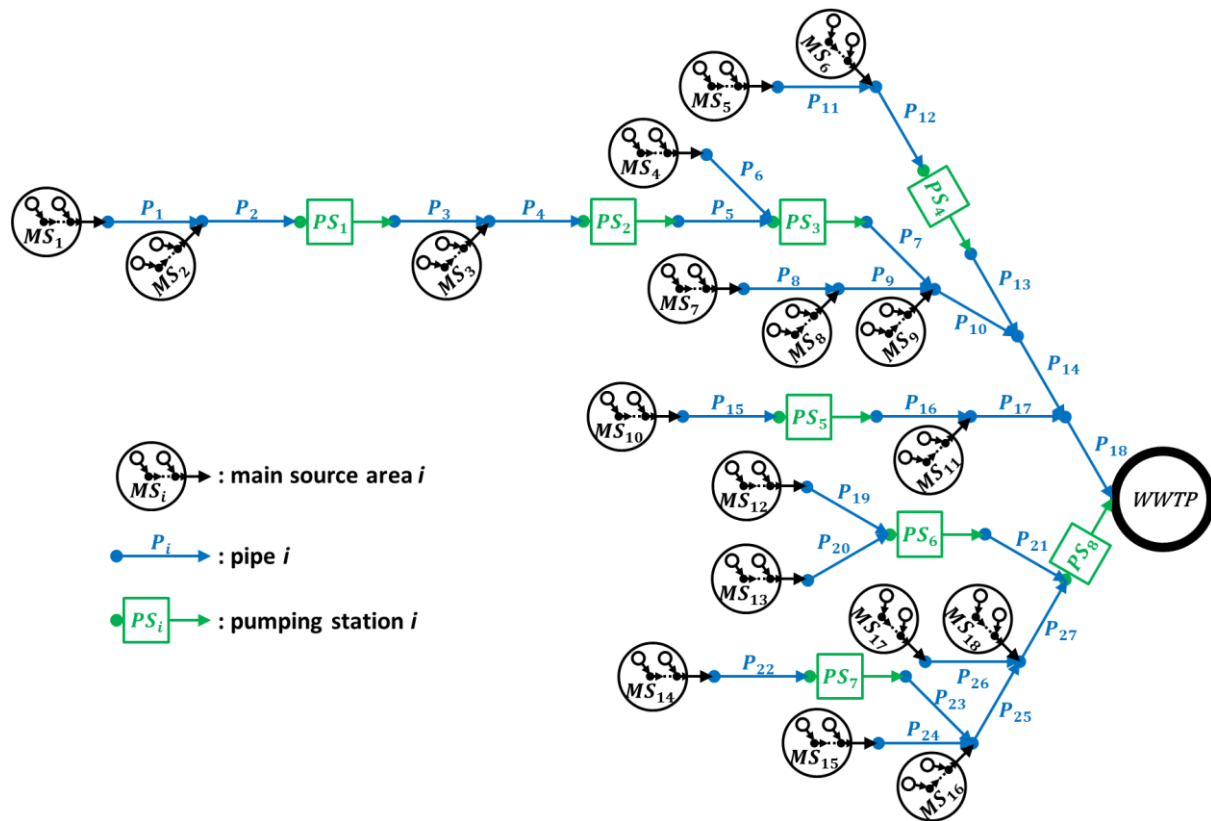 MS₆
MS₅
P₁₁
P₁₂
MS₄
P₆
PS₄
MS₁
P₁
P₂
PS₁
P₃
P₄
PS₂
P₅
PS₃
P₇
MS₂
MS₃
P₁₃
MS₇
P₈
P₉
P₁₀
MS₈
MS₉
P₁₄
MS₁₀
P₁₅
PS₅
P₁₆
P₁₇
MS₁₁
P₁₈
MSᵢ
: main source area i
MS₁₂
P₁₉
WWTP
Pᵢ
: pipe i
PS₆
P₂₁
PS₈
P₂₀
MS₁₃
PSᵢ
: pumping station i
MS₁₇
MS₁₈
P₂₇
MS₁₄
P₂₂
PS₇
P₂₆
P₂₃
P₂₅
MS₁₅
P₂₄
MS₁₆